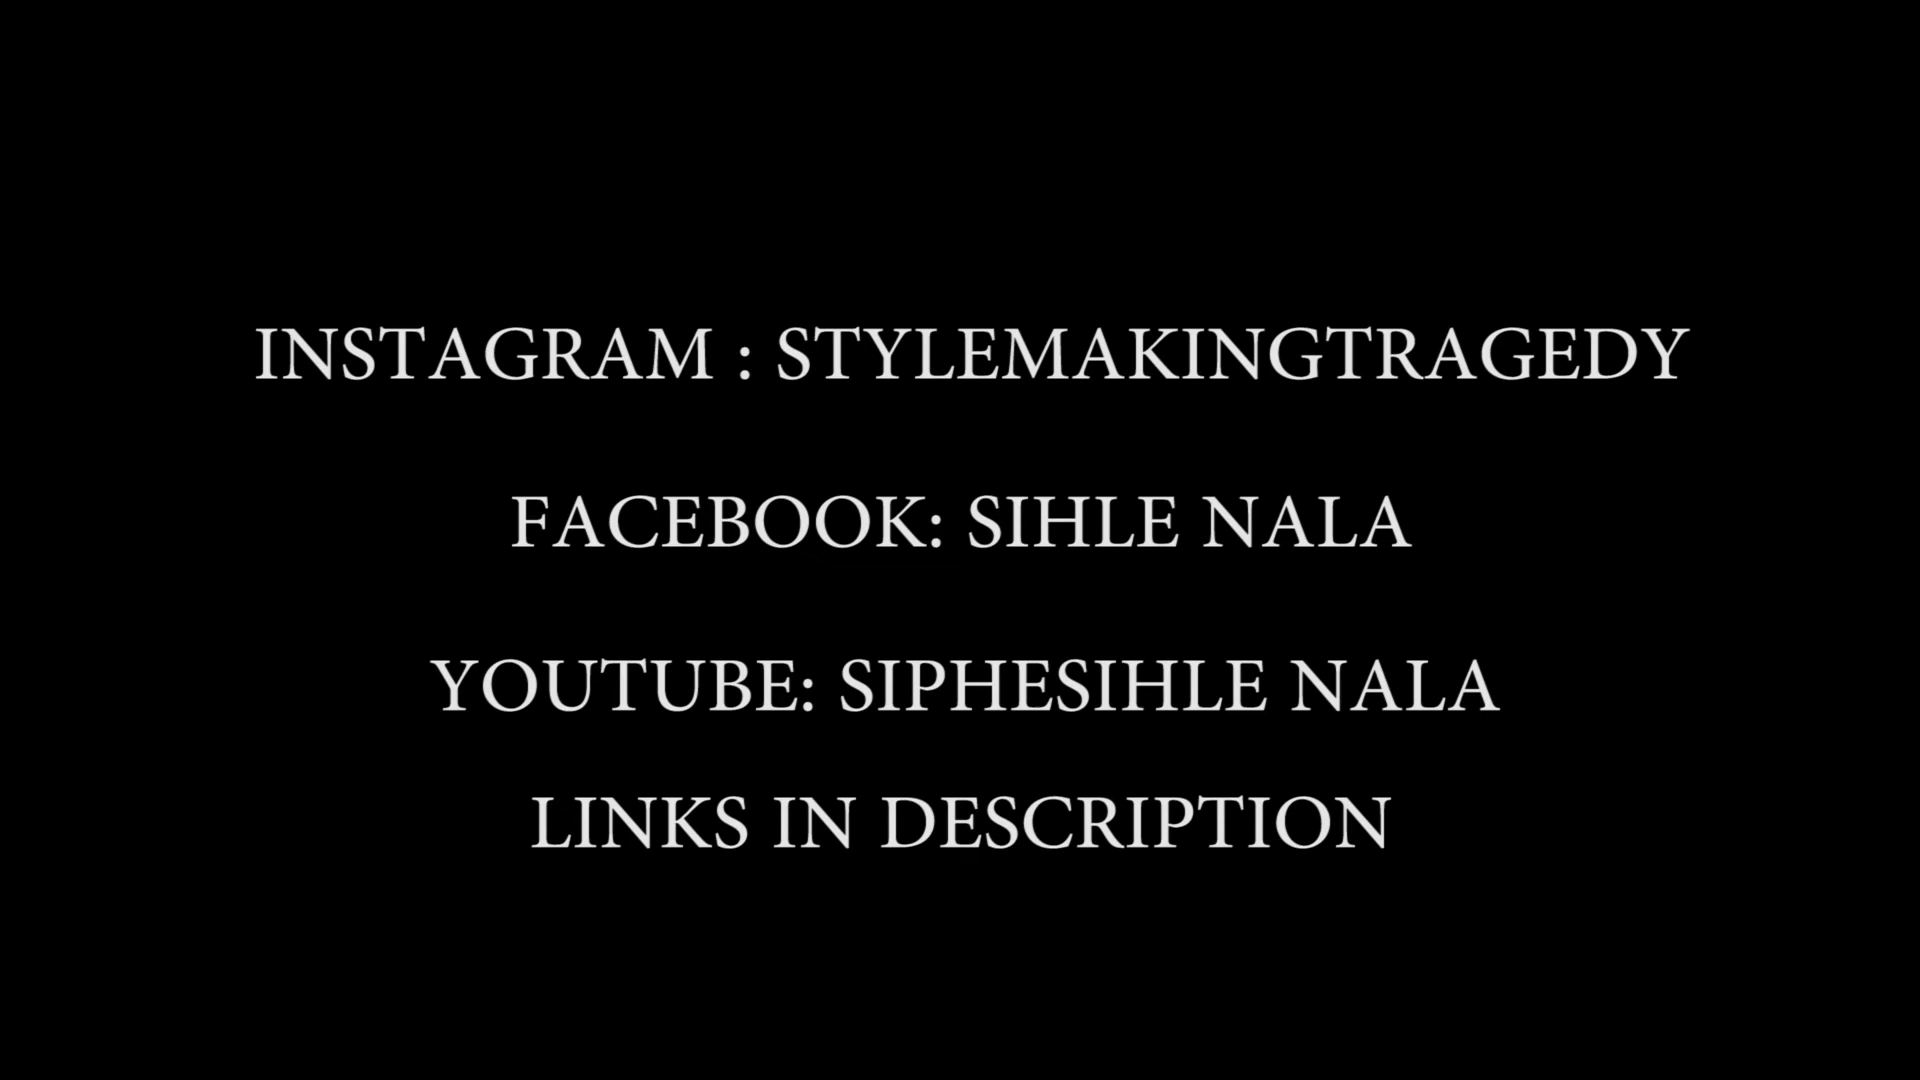 INSTAGRAM : STYLEMAKINGTRAGEDY
FACEBOOK: SIHLE NALA
YOUTUBE: SIPHESIHLE NALA
LINKS IN DESCRIPTION